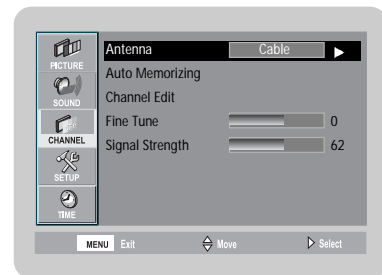 PICTURE
SOUND
CHANNEL
SETUP
TIME
Antenna Cable
Auto Memorizing
Channel Edit
Fine Tune 0
Signal Strength 62
MENU Exit Move Select